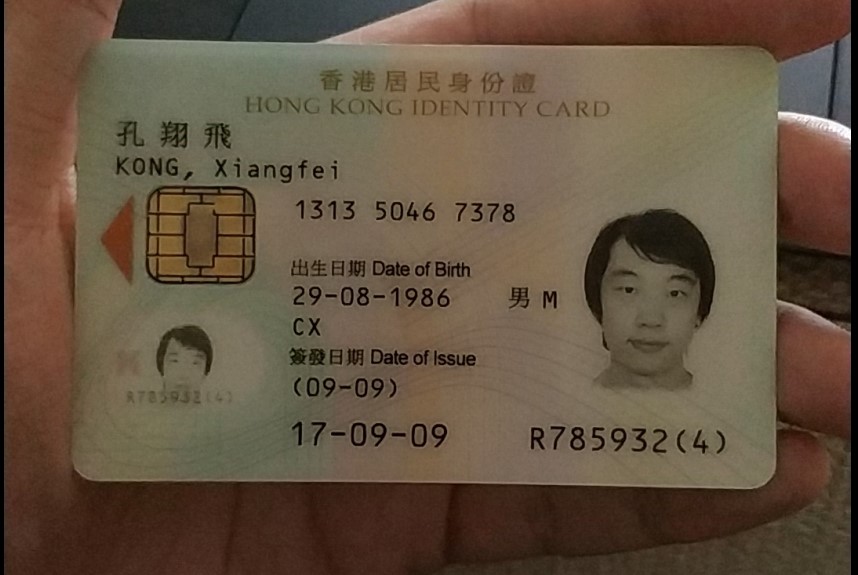 香港居民身份證
HONG KONG IDENTITY CARD
孔翔飛
KONG, Xiangfei
1313 5046 7378
出生日期 Date of Birth
29-08-1986 男 M
CX
簽發日期 Date of Issue
(09-09)
17-09-09
R785932(4)
R785932(4)